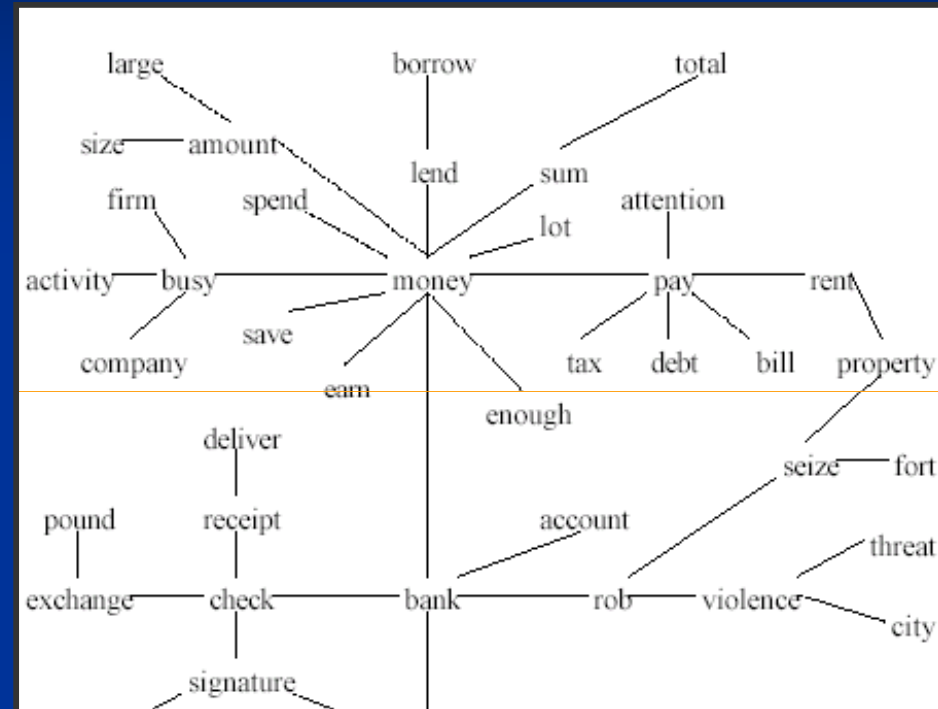 large borrow total
size amount
lend sum
firm spend attention
lot
activity busy money pay rent
save
company tax debt bill property
earn
enough
deliver
seize fort
pound receipt account
threat
exchange check bank rob violence
city
signature